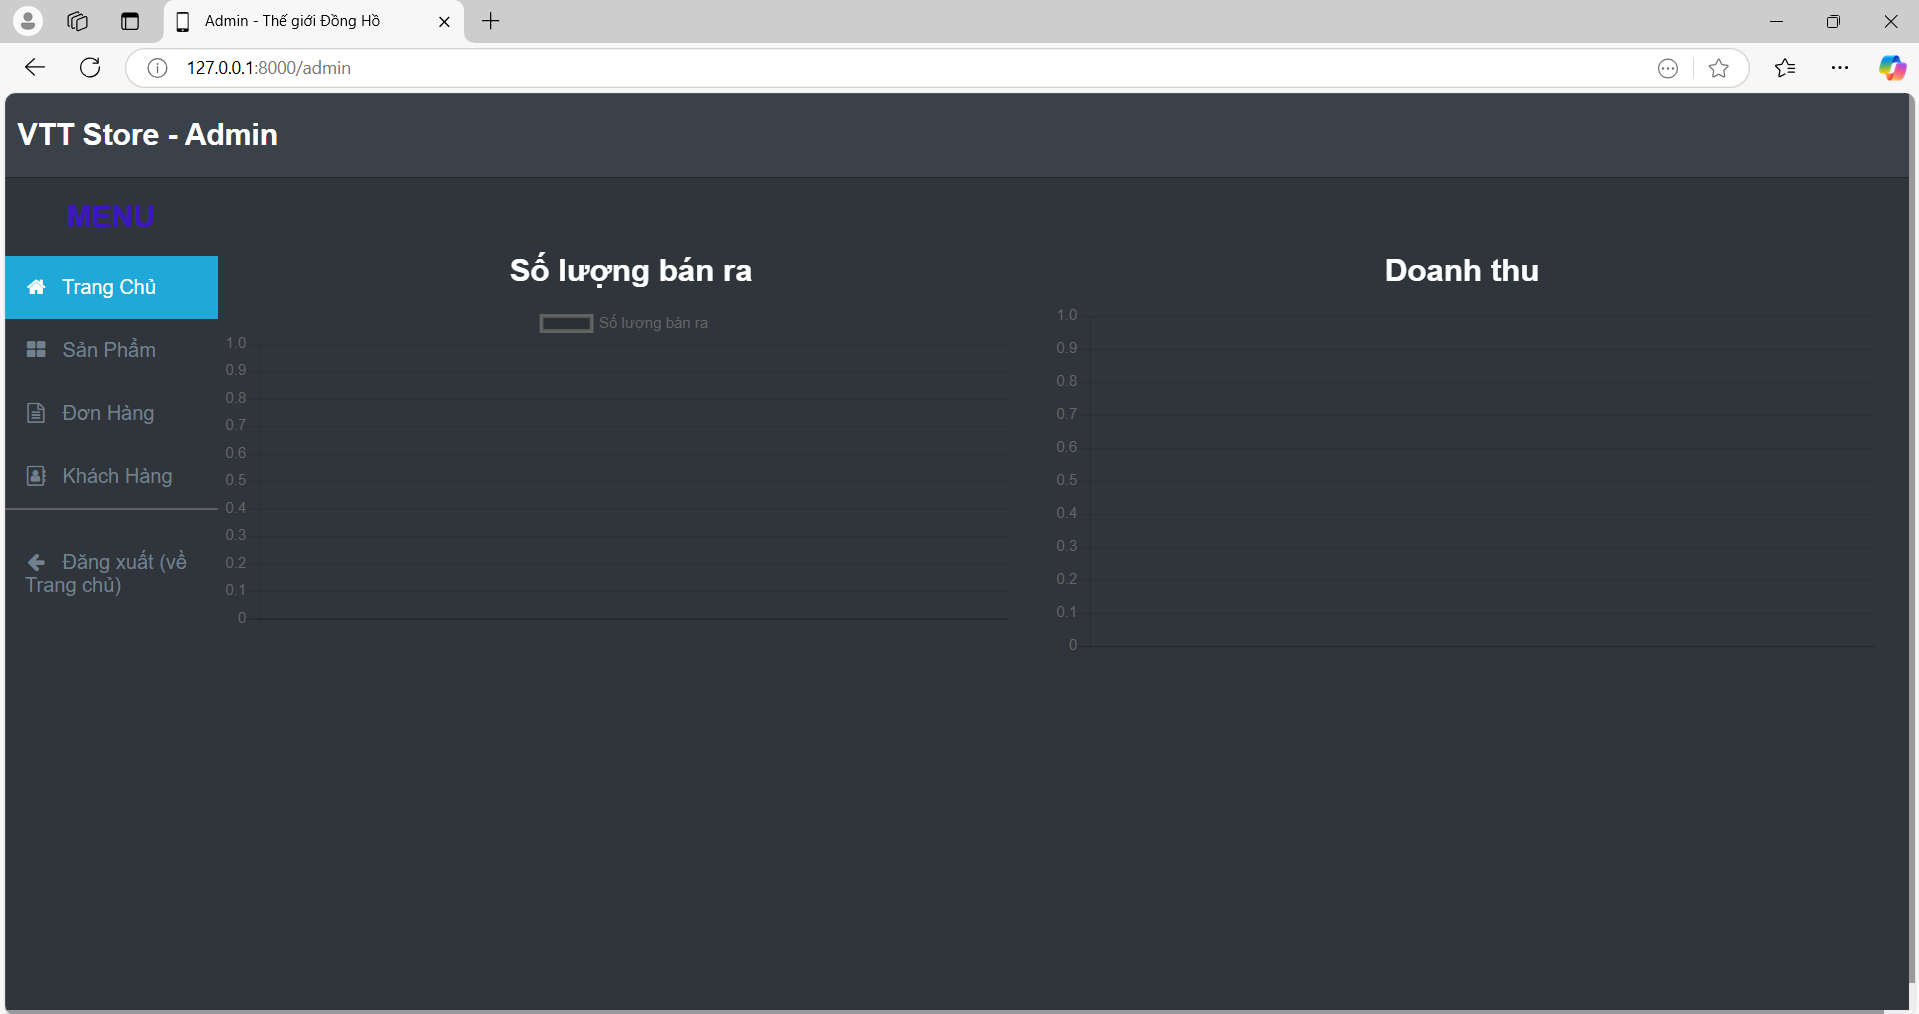 Admin - Thế giới Đồng Hồ
127.0.0.1:8000/admin
VTT Store - Admin
MENU
Trang Chủ
Sản Phẩm
Đơn Hàng
Khách Hàng
Đăng xuất (về
Trang chủ)
Số lượng bán ra
Số lượng bán ra
1.0
0.9
0.8
0.7
0.6
0.5
0.4
0.3
0.2
0.1
0
Doanh thu
1.0
0.9
0.8
0.7
0.6
0.5
0.4
0.3
0.2
0.1
0